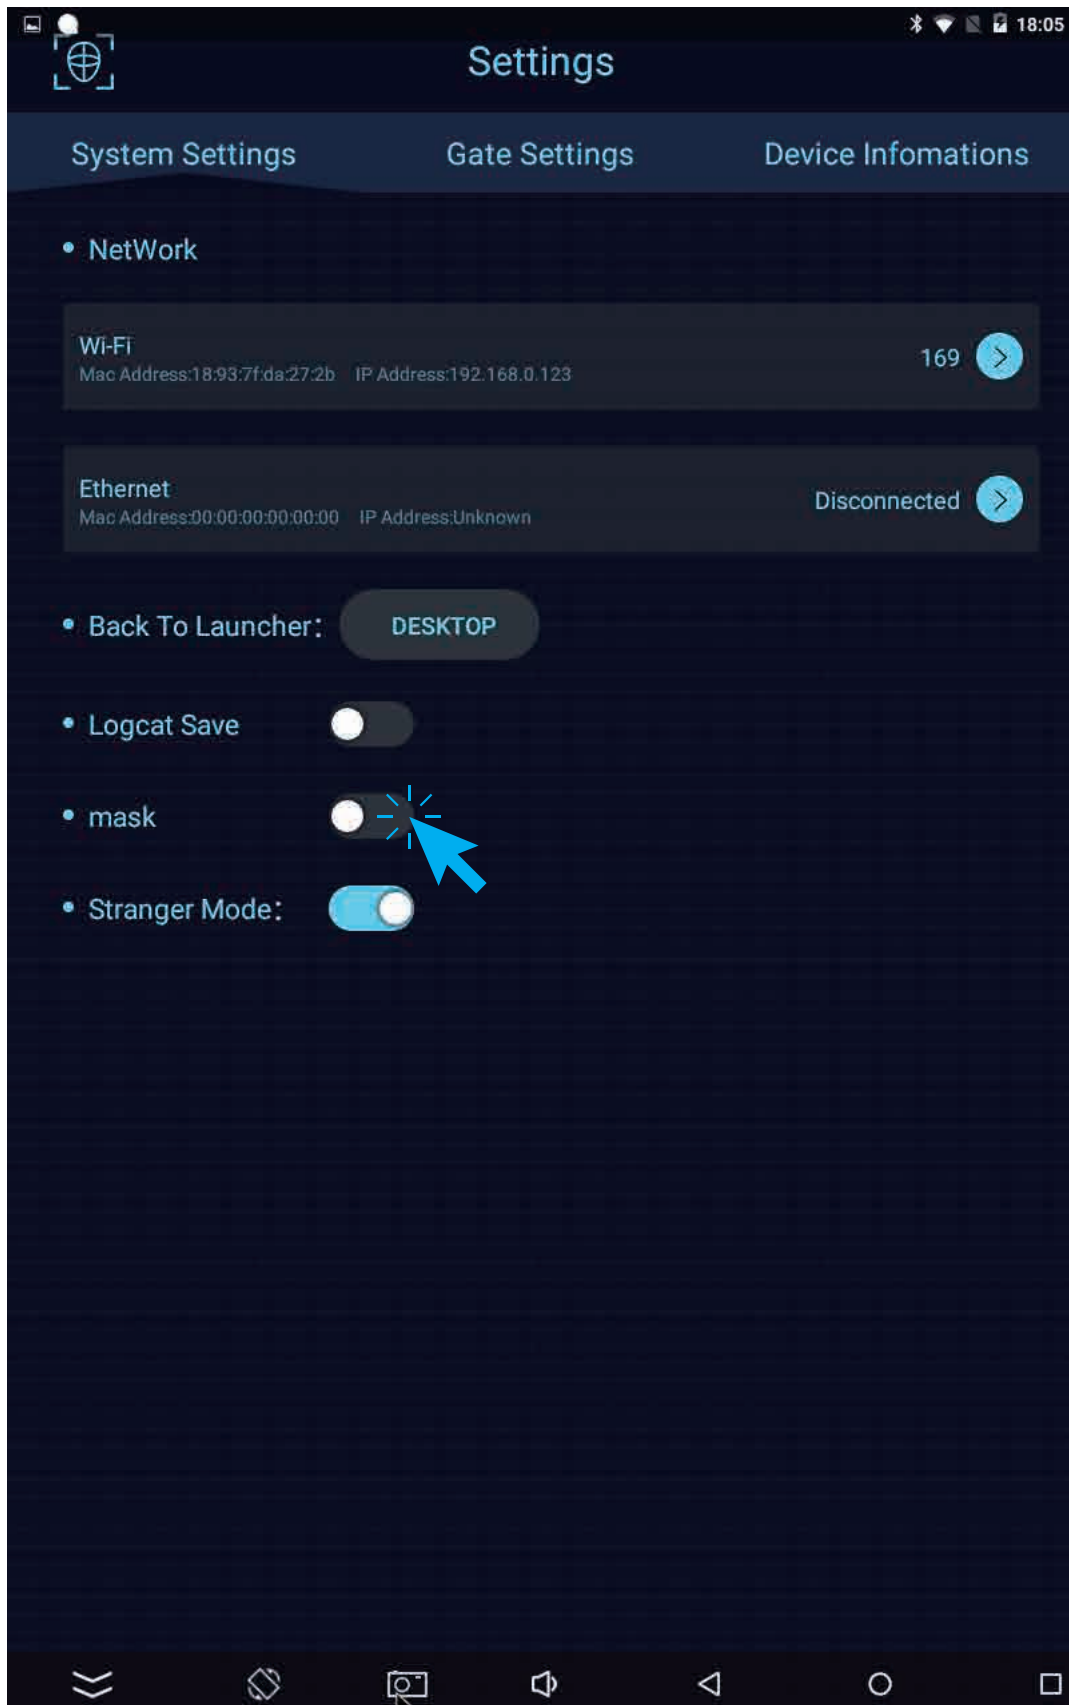 18:05
Settings
System Settings
Gate Settings
Device Infomations
• NetWork
Wi-Fi
169
Mac Address:18:93:7f:da:27:2b IP Address:192.168.0.123
Ethernet
Disconnected
Mac Address:00:00:00:00:00:00 IP Address:Unknown
• Back To Launcher: DESKTOP
• Logcat Save
• mask
• Stranger Mode: